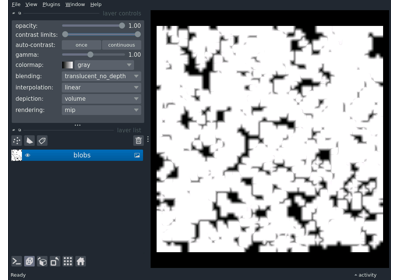 File View Plugins Window Help
layer controls
opacity: 1.00
contrast limits:
auto-contrast: once continuous
gamma: 1.00
colormap: gray
blending: translucent_no_depth
interpolation: linear
depiction: volume
rendering: mip
layer list
blobs
Ready activity